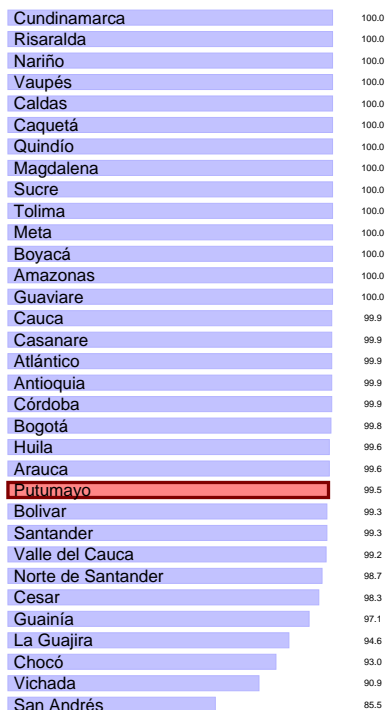 Cundinamarca 100.0
Risaralda 100.0
Nariño 100.0
Vaupés 100.0
Caldas 100.0
Caquetá 100.0
Quindío 100.0
Magdalena 100.0
Sucre 100.0
Tolima 100.0
Meta 100.0
Boyacá 100.0
Amazonas 100.0
Guaviare 100.0
Cauca 99.9
Casanare 99.9
Atlántico 99.9
Antioquia 99.9
Córdoba 99.9
Bogotá 99.8
Huila 99.6
Arauca 99.6
Putumayo 99.5
Bolivar 99.3
Santander 99.3
Valle del Cauca 99.2
Norte de Santander 98.7
Cesar 98.3
Guainía 97.1
La Guajira 94.6
Chocó 93.0
Vichada 90.9
San Andrés 85.5